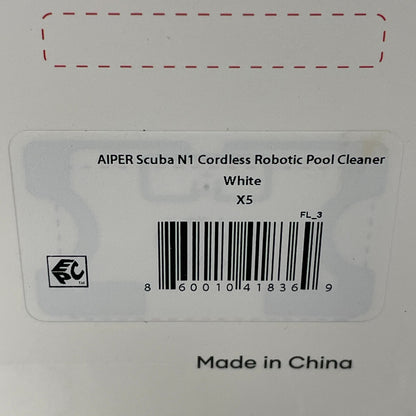 AIPER Scuba N1 Cordless Robotic Pool Cleaner
White
X5
FL_3
8 60010 41836 9
Made in China